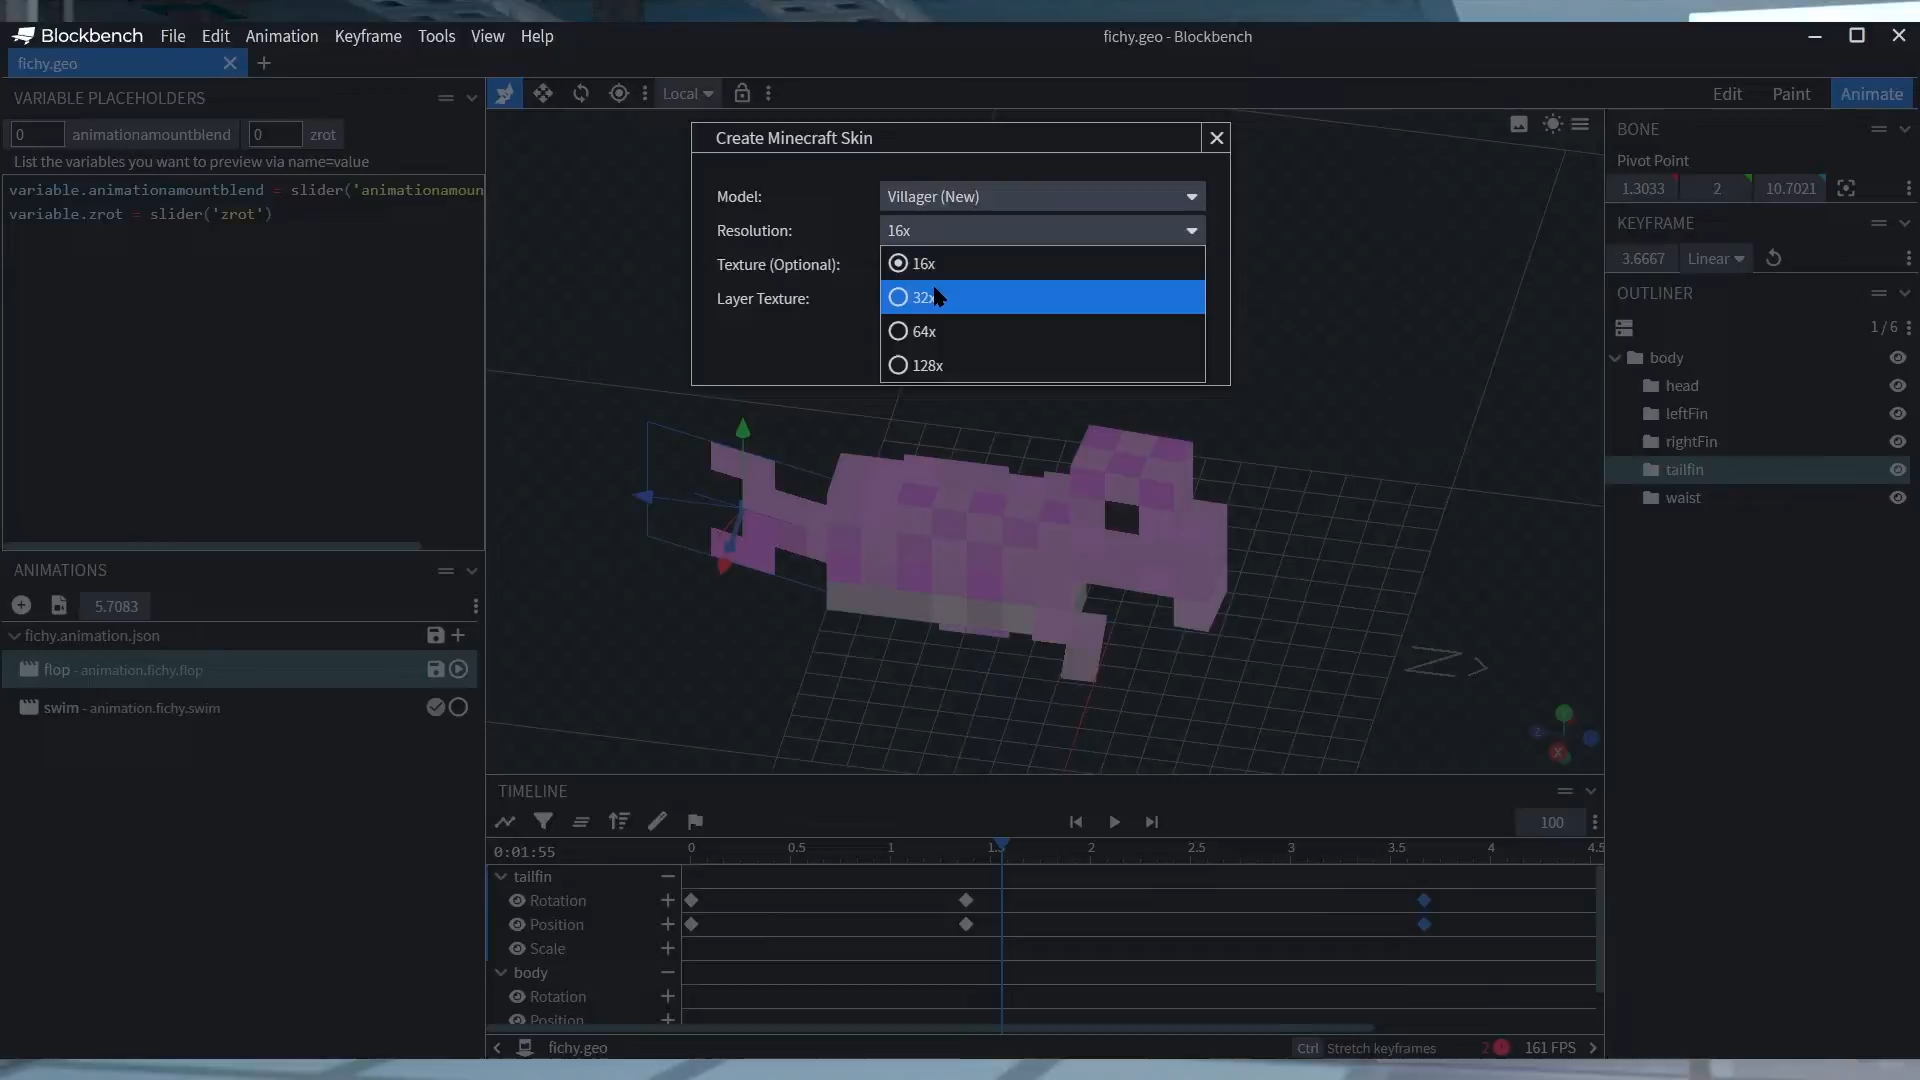 Blockbench File Edit Animation Keyframe Tools View Help
fichy.geo - Blockbench
fichy.geo
VARIABLE PLACEHOLDERS
0 animationamountblend 0 zrot
List the variables you want to preview via name=value
variable.animationamountblend = slider('animationamoun
variable.zrot = slider('zrot')
ANIMATIONS
5.7083
fichy.animation.json
flop - animation.fichy.flop
swim - animation.fichy.swim
Local
Edit Paint Animate
Create Minecraft Skin
Model: Villager (New)
Resolution: 16x
Texture (Optional):
Layer Texture:
16x
32x
64x
128x
Z
X
TIMELINE
100
0:01:55
0 0.5 1 1.5 2 2.5 3 3.5 4 4.5
tailfin
Rotation
Position
Scale
body
Rotation
Position
fichy.geo
Ctrl Stretch keyframes 2 161 FPS
BONE
Pivot Point
1.3033 2 10.7021
KEYFRAME
3.6667 Linear
OUTLINER
1 / 6
body
head
leftFin
rightFin
tailfin
waist